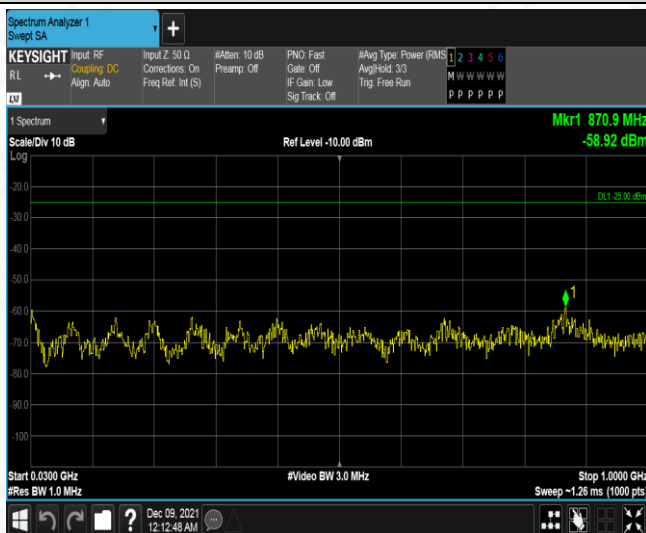 Spectrum Analyzer 1
Swept SA
+
KEYSIGHT Input: RF Input Z: 50 Ω #Atten: 10 dB PNO: Fast #Avg Type: Power (RMS 1 2 3 4 5 6
RL Coupling: DC Corrections: On Preamp: Off Gate: Off Avg|Hold: 3/3 M W W W W W
Align: Auto Freq Ref: Int (S) IF Gain: Low Trig: Free Run
Sig Track: Off P P P P P P
LXI
1 Spectrum Mkr1 870.9 MHz
Scale/Div 10 dB Ref Level -10.00 dBm -58.92 dBm
Log
-20.0 DL1 -25.00 dBm
-30.0
-40.0
-50.0
1
-60.0
-70.0
-80.0
-90.0
-100
Start 0.0300 GHz #Video BW 3.0 MHz Stop 1.0000 GHz
#Res BW 1.0 MHz Sweep ~1.26 ms (1000 pts)
? Dec 09, 2021
12:12:48 AM